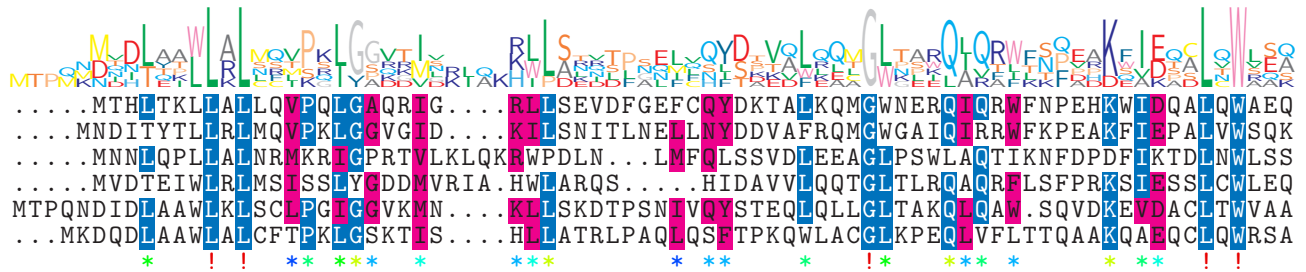 .....MTHLTKLLALLQVPQLGAQRIG....RLLSEVDFGEFCQYDKTALKQMGWNERQIQRWFNPEHKWIDQALQWAEQ
....MNDITYTLLRLMQVPKLGGVGID....KILSNITLNELLNYDDVAFRQMGWGAIQIRRWFKPEAKFIEPALVWSQK
.....MNNLQPLLALNRMKRIGPRTVLKLQKRWPDLN...LMFQLSSVDLEEAGLPSWLAQTIKNFDPDFIKTDLNWLSS
.....MVDTEIWLRLMSISSLYGDDMVRIA.HWLARQS.....HIDAVVLQQTGLTLRQAQRFLSFPRKSIESSLCWLEQ
MTPQNDIDLAAWLKLSCLPGIGGVKMN....KLLSKDTPSNIVQYSTEQLQLLGLTAKQLQAW.SQVDKEVDACLTWVAA
...MKDQDLAAWLALCFTPKLGSKTIS....HLLATRLPAQLQSFTPKQWLACGLKPEQLVFLTTQAAKQAEQCLQWRSA
* ! ! * * * * * * * * * * * * * ! * * * * * * * ! !